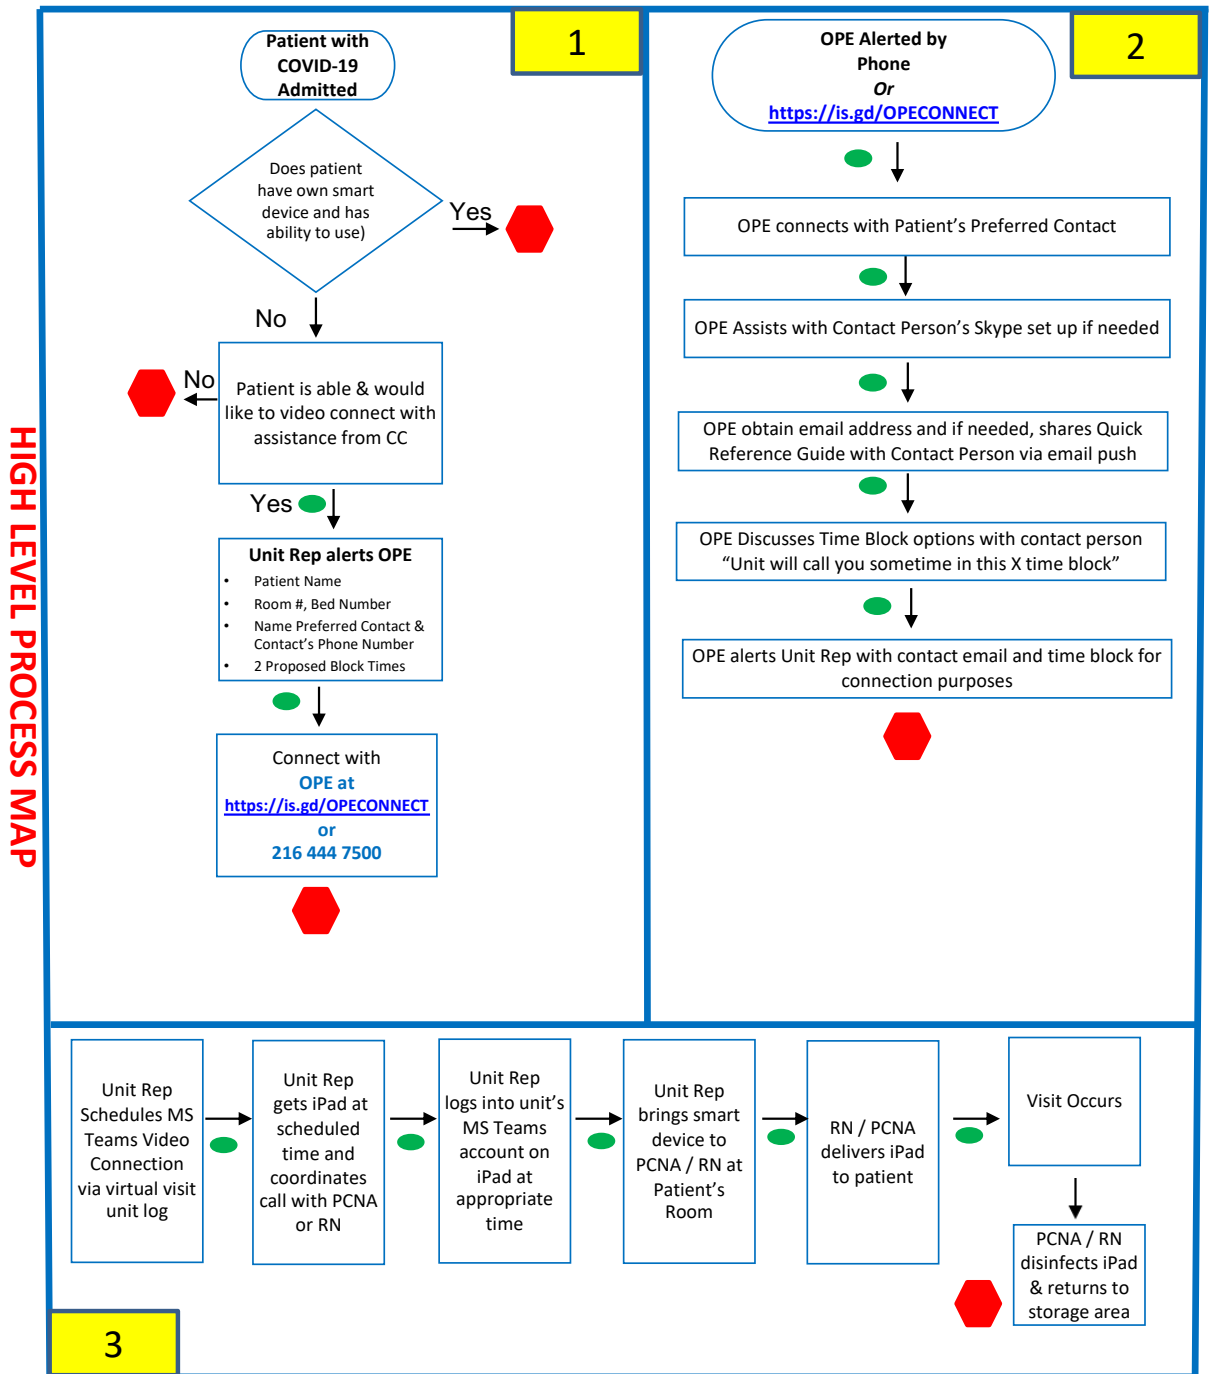 HIGH LEVEL PROCESS MAP
1
Patient with
COVID-19
Admitted
Does patient
have own smart
device and has
ability to use)
Yes
No
No
Patient is able & would
like to video connect with
assistance from CC
Yes
Unit Rep alerts OPE
• Patient Name
• Room #, Bed Number
• Name Preferred Contact &
Contact’s Phone Number
• 2 Proposed Block Times
Connect with
OPE at
https://is.gd/OPECONNECT
or
216 444 7500
2
OPE Alerted by
Phone
Or
https://is.gd/OPECONNECT
OPE connects with Patient’s Preferred Contact
OPE Assists with Contact Person’s Skype set up if needed
OPE obtain email address and if needed, shares Quick
Reference Guide with Contact Person via email push
OPE Discusses Time Block options with contact person
“Unit will call you sometime in this X time block”
OPE alerts Unit Rep with contact email and time block for
connection purposes
3
Unit Rep
Schedules MS
Teams Video
Connection
via virtual visit
unit log
Unit Rep
gets iPad at
scheduled
time and
coordinates
call with PCNA
or RN
Unit Rep
logs into unit’s
MS Teams
account on
iPad at
appropriate
time
Unit Rep
brings smart
device to
PCNA / RN at
Patient’s
Room
RN / PCNA
delivers iPad
to patient
Visit Occurs
PCNA / RN
disinfects iPad
& returns to
storage area